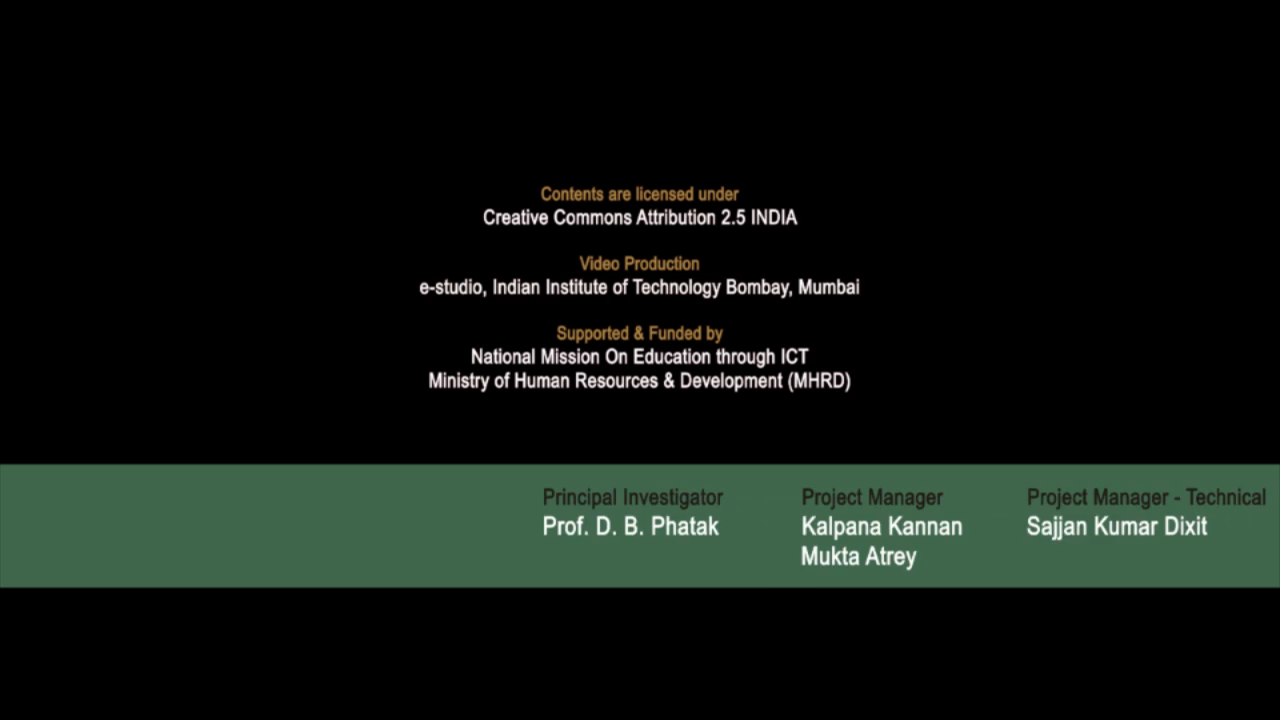 Contents are licensed under
Creative Commons Attribution 2.5 INDIA
Video Production
e-studio, Indian Institute of Technology Bombay, Mumbai
Supported & Funded by
National Mission On Education through ICT
Ministry of Human Resources & Development (MHRD)
Principal Investigator
Prof. D. B. Phatak
Project Manager
Kalpana Kannan
Mukta Atrey
Project Manager - Technical
Sajjan Kumar Dixit